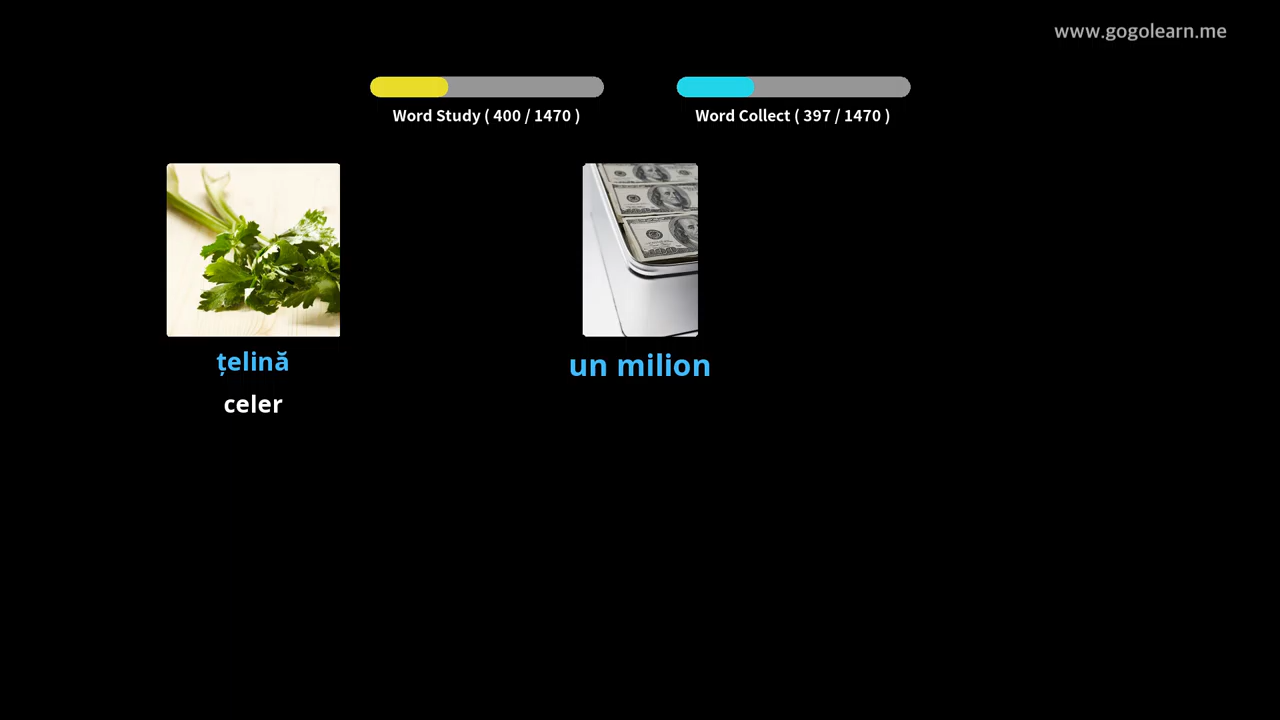 www.gogolearn.me
Word Study ( 400 / 1470 )
Word Collect ( 397 / 1470 )
țelină
celer
un milion